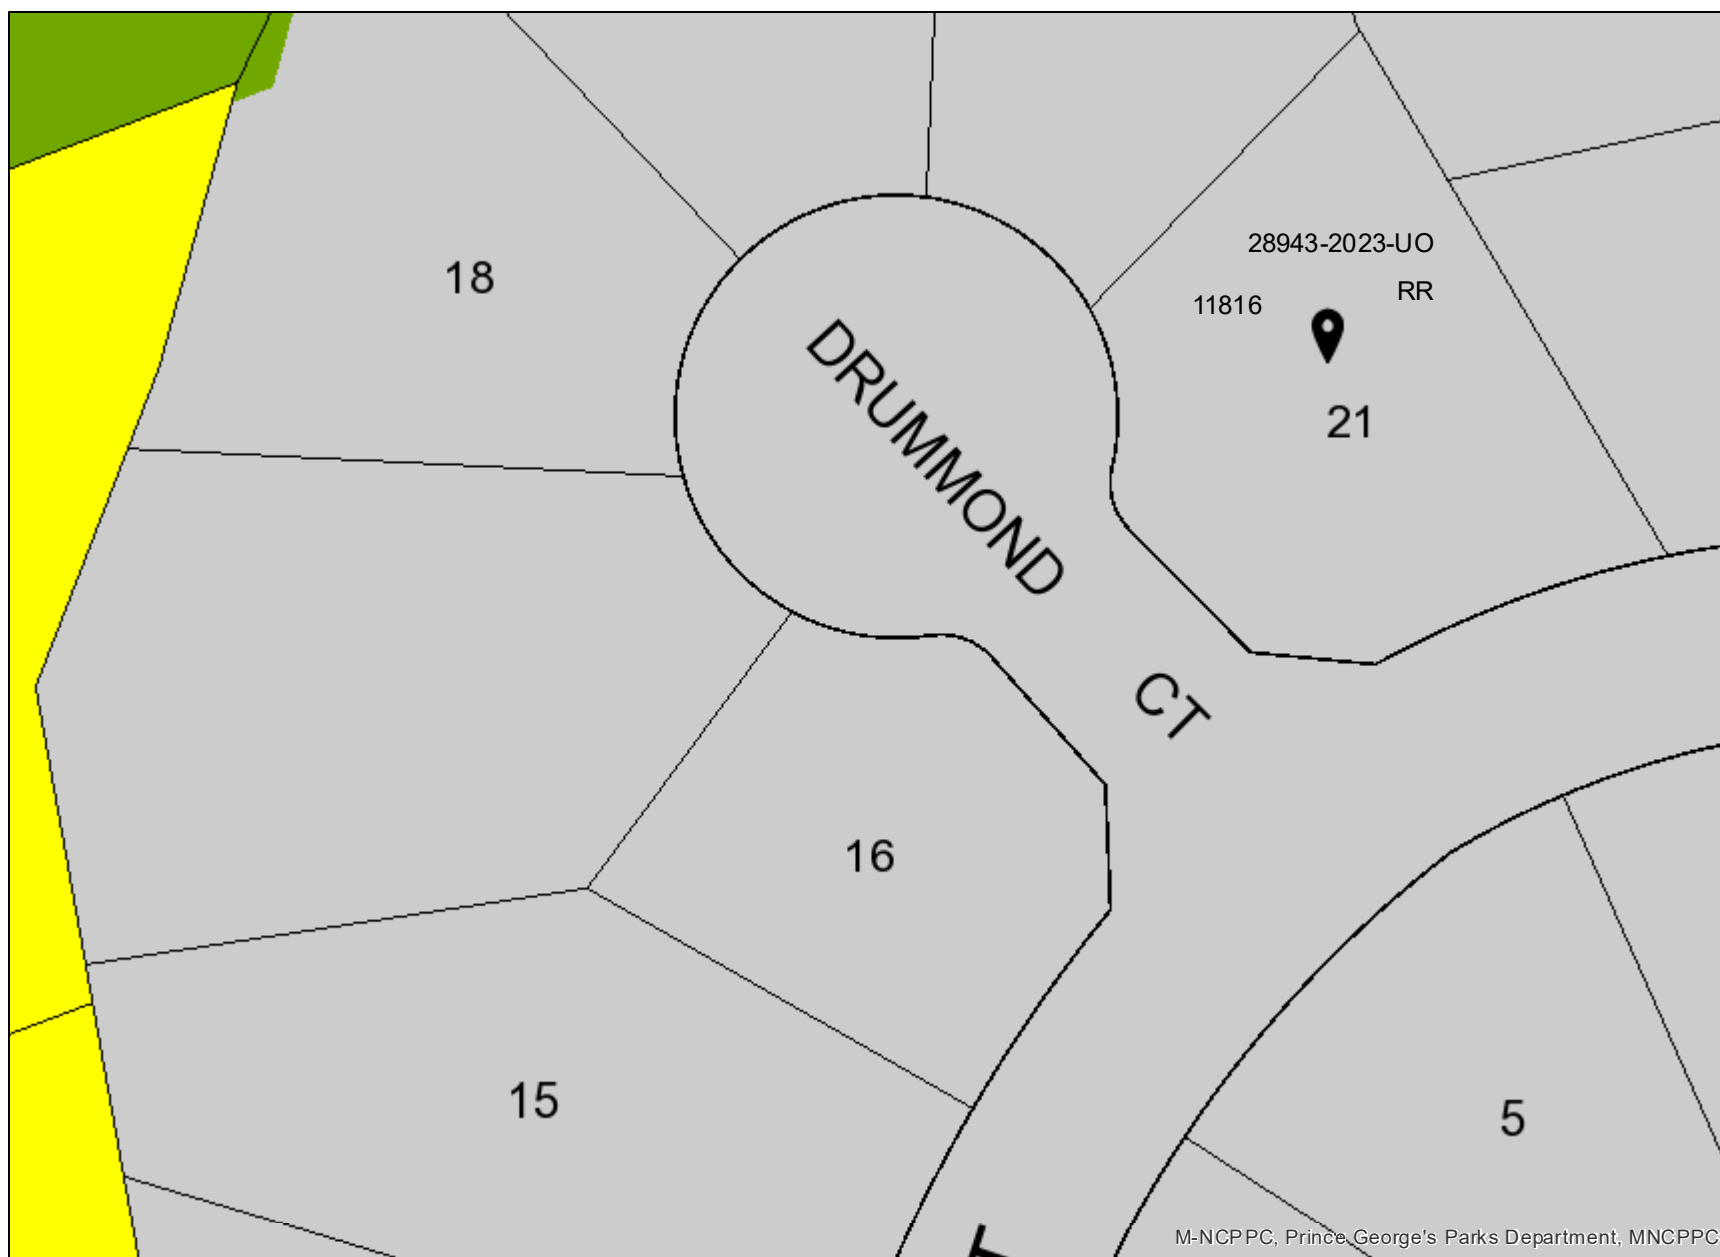 28943-2023-UO
RR
11816
18
21
DRUMMOND
CT
16
15
5
M-NCPPC, Prince George's Parks Department, MNCPPC